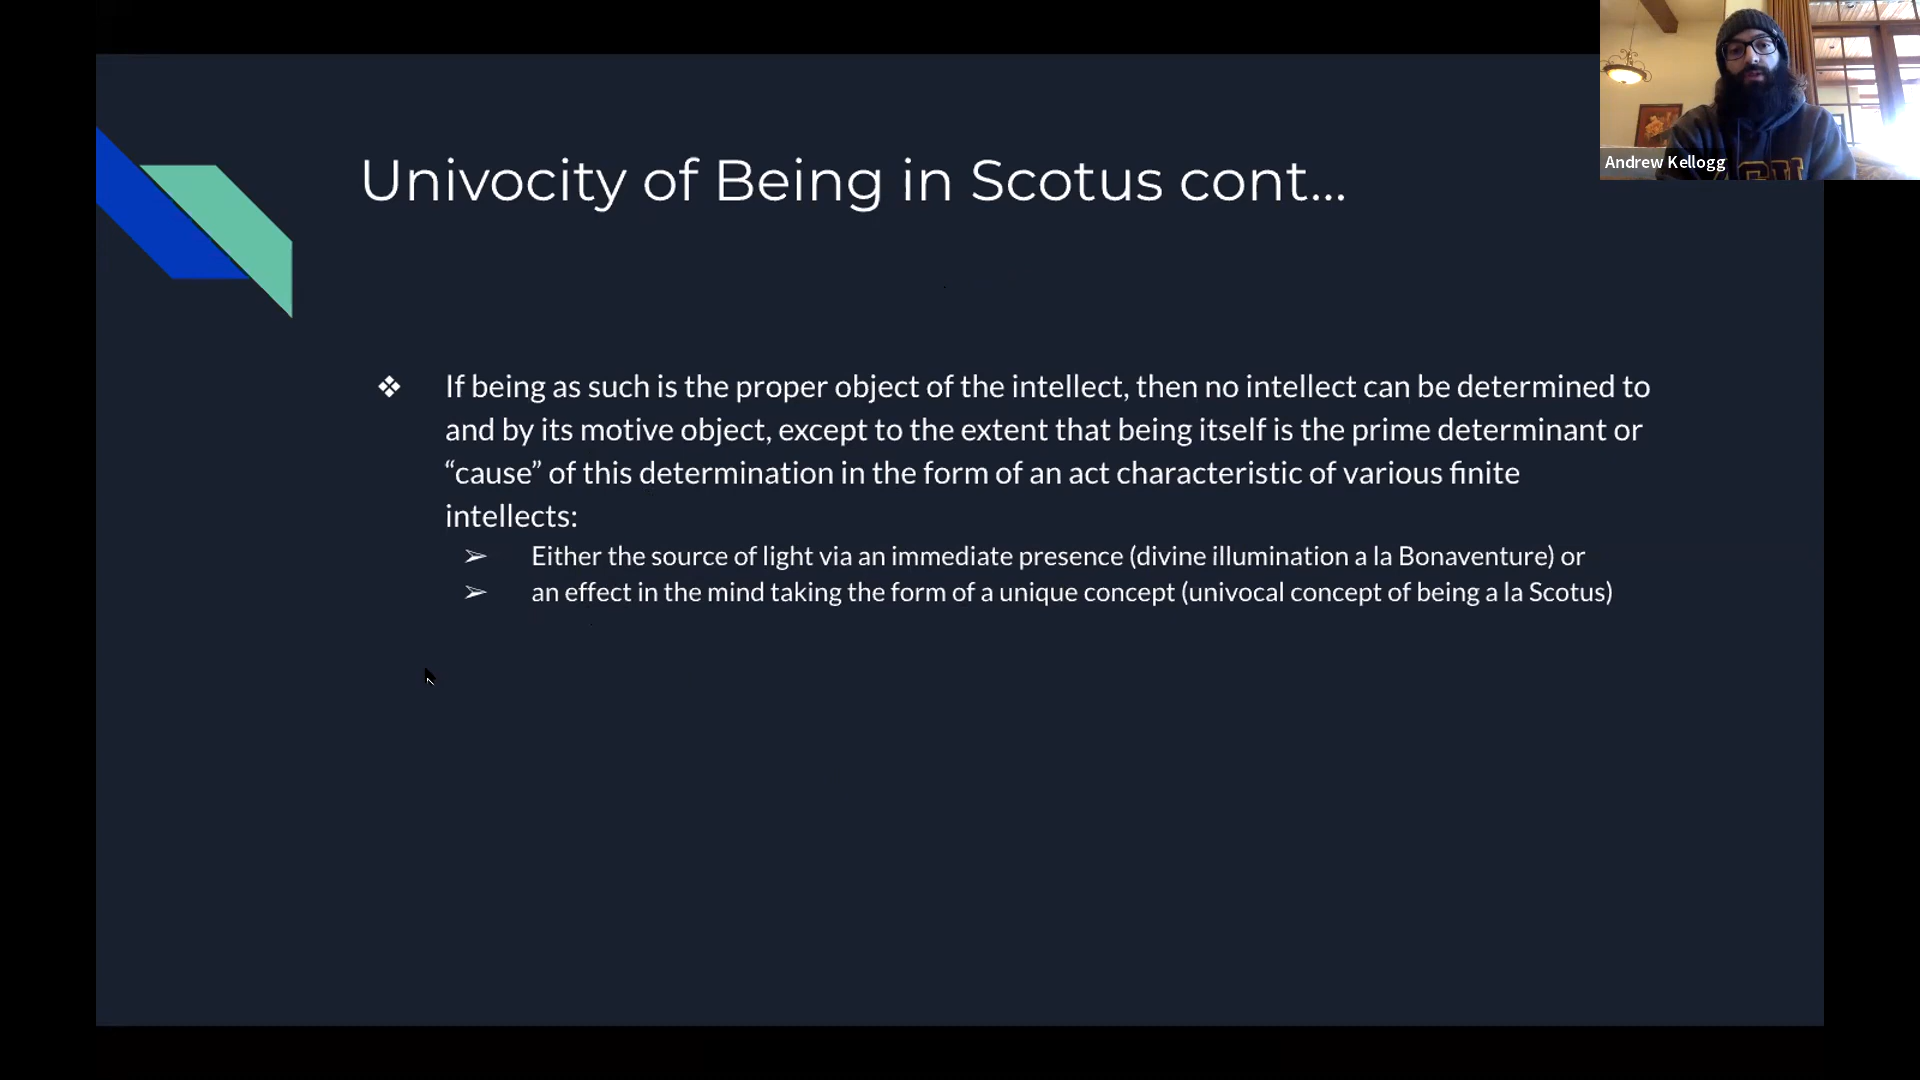 Univocity of Being in Scotus cont...
Andrew Kellogg
❖ If being as such is the proper object of the intellect, then no intellect can be determined to
and by its motive object, except to the extent that being itself is the prime determinant or
“cause” of this determination in the form of an act characteristic of various finite
intellects:
➢ Either the source of light via an immediate presence (divine illumination a la Bonaventure) or
➢ an effect in the mind taking the form of a unique concept (univocal concept of being a la Scotus)